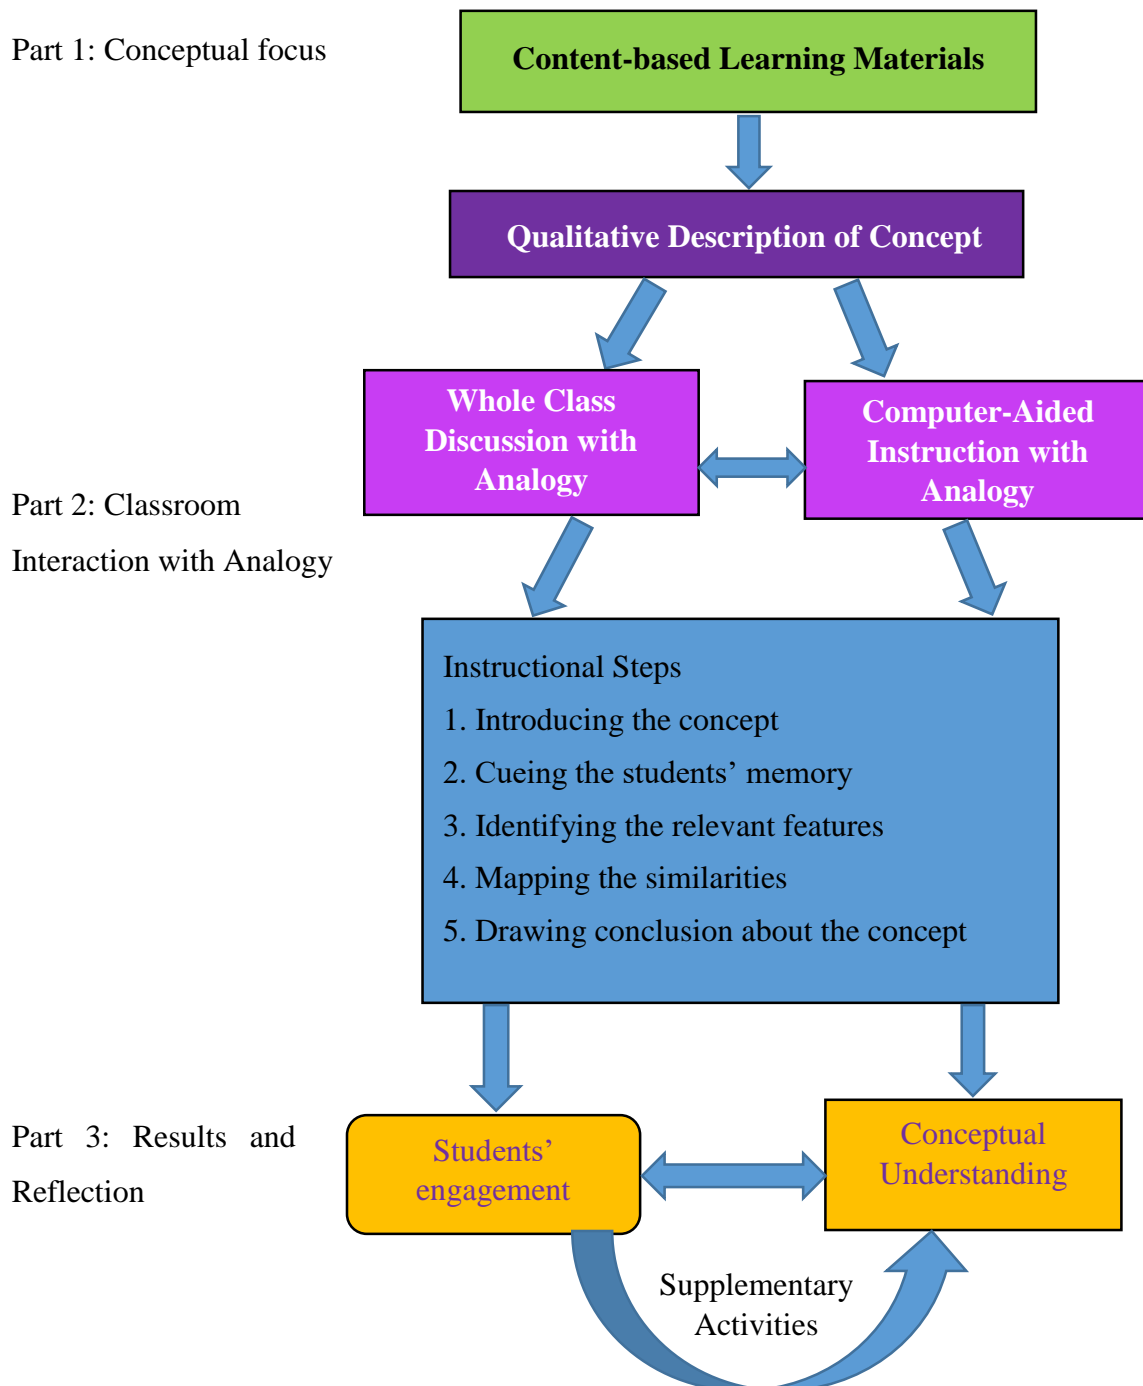 Part 1: Conceptual focus
Content-based Learning Materials
Qualitative Description of Concept
Whole Class
Discussion with
Analogy
Computer-Aided
Instruction with
Analogy
Part 2: Classroom
Interaction with Analogy
Instructional Steps
1. Introducing the concept
2. Cueing the students’ memory
3. Identifying the relevant features
4. Mapping the similarities
5. Drawing conclusion about the concept
Part 3: Results and
Reflection
Students’
engagement
Conceptual
Understanding
Supplementary
Activities